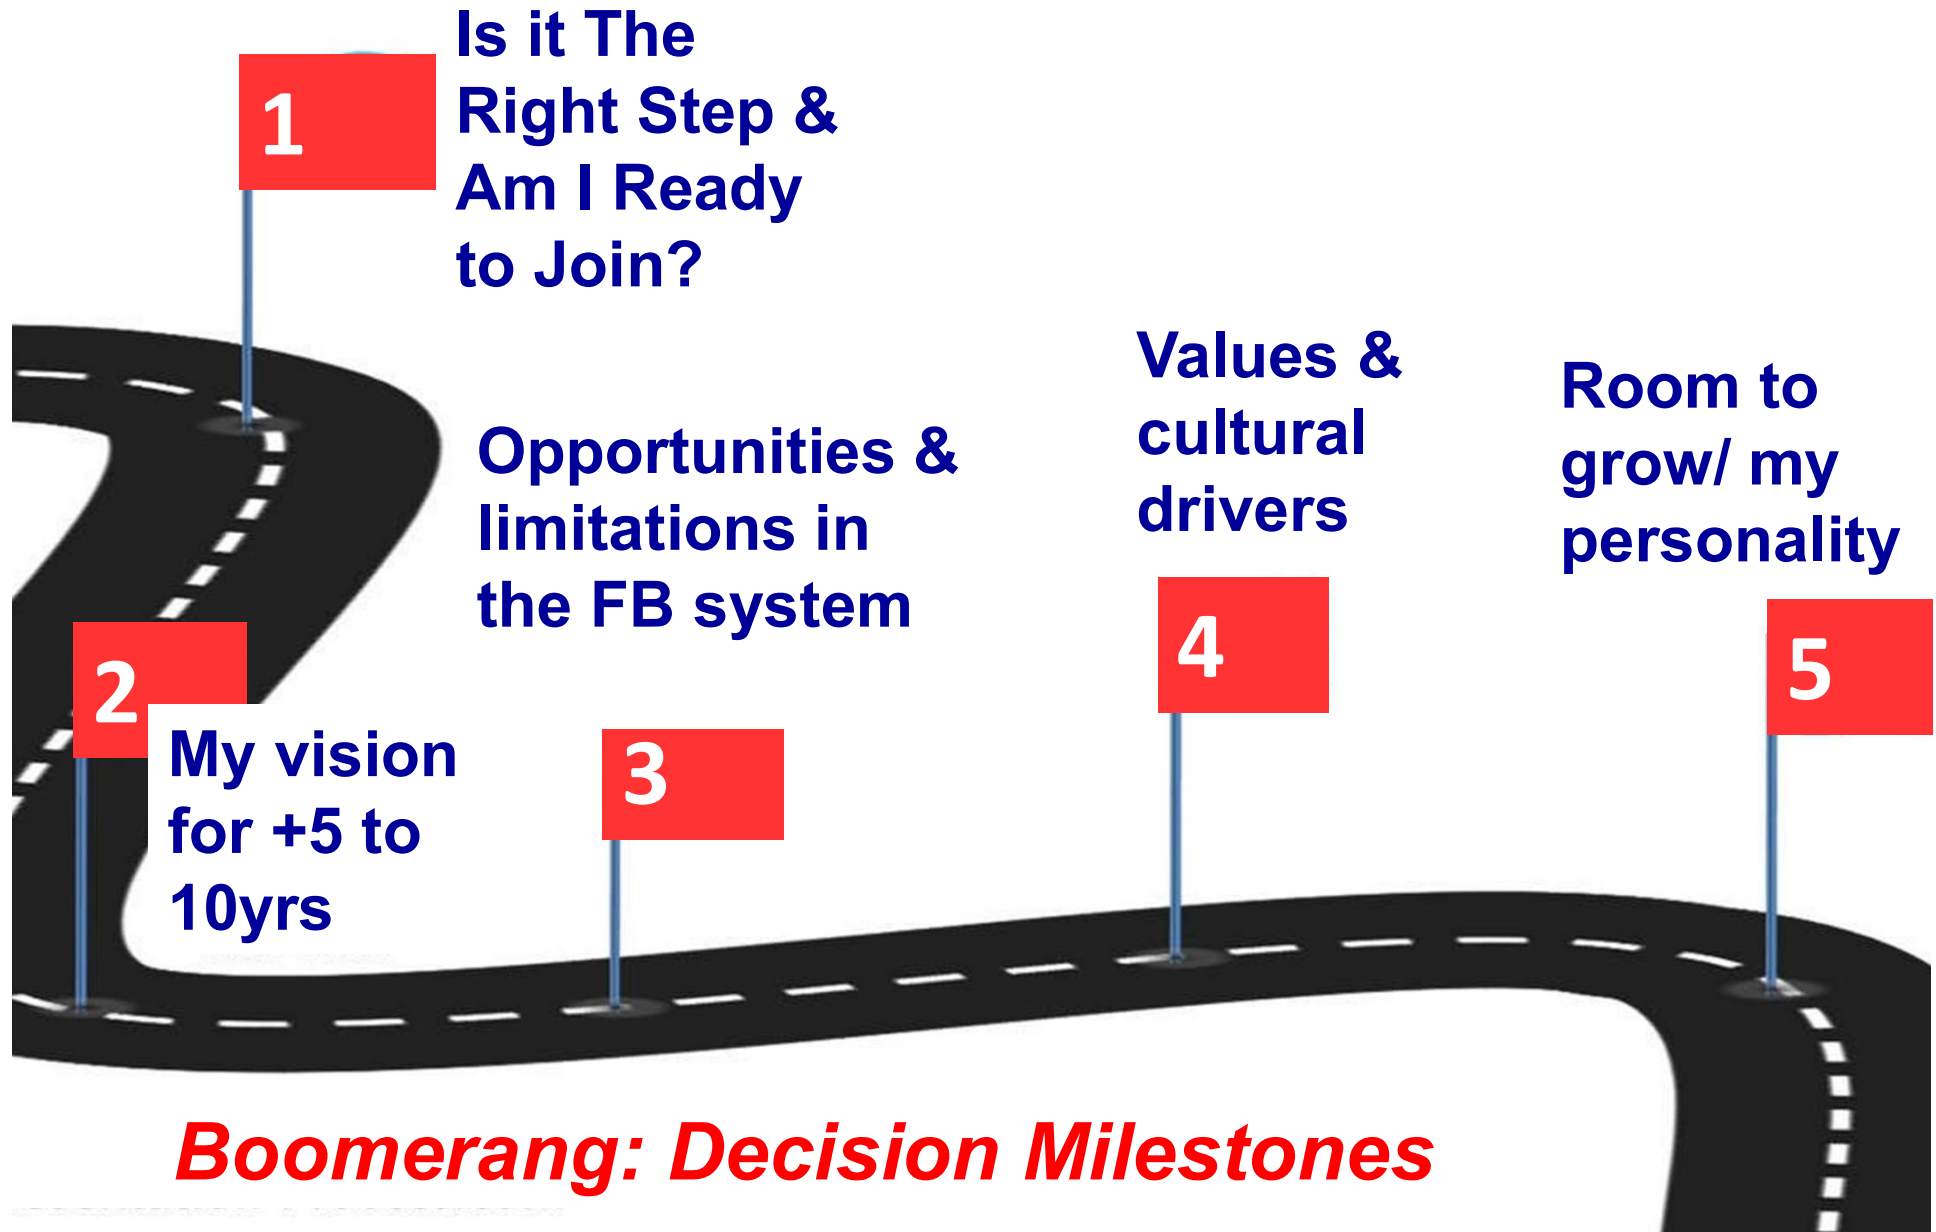 1
Is it The
Right Step &
Am I Ready
to Join?
2
My vision
for +5 to
10yrs
3
Opportunities &
limitations in
the FB system
4
Values &
cultural
drivers
5
Room to
grow/ my
personality
Boomerang: Decision Milestones